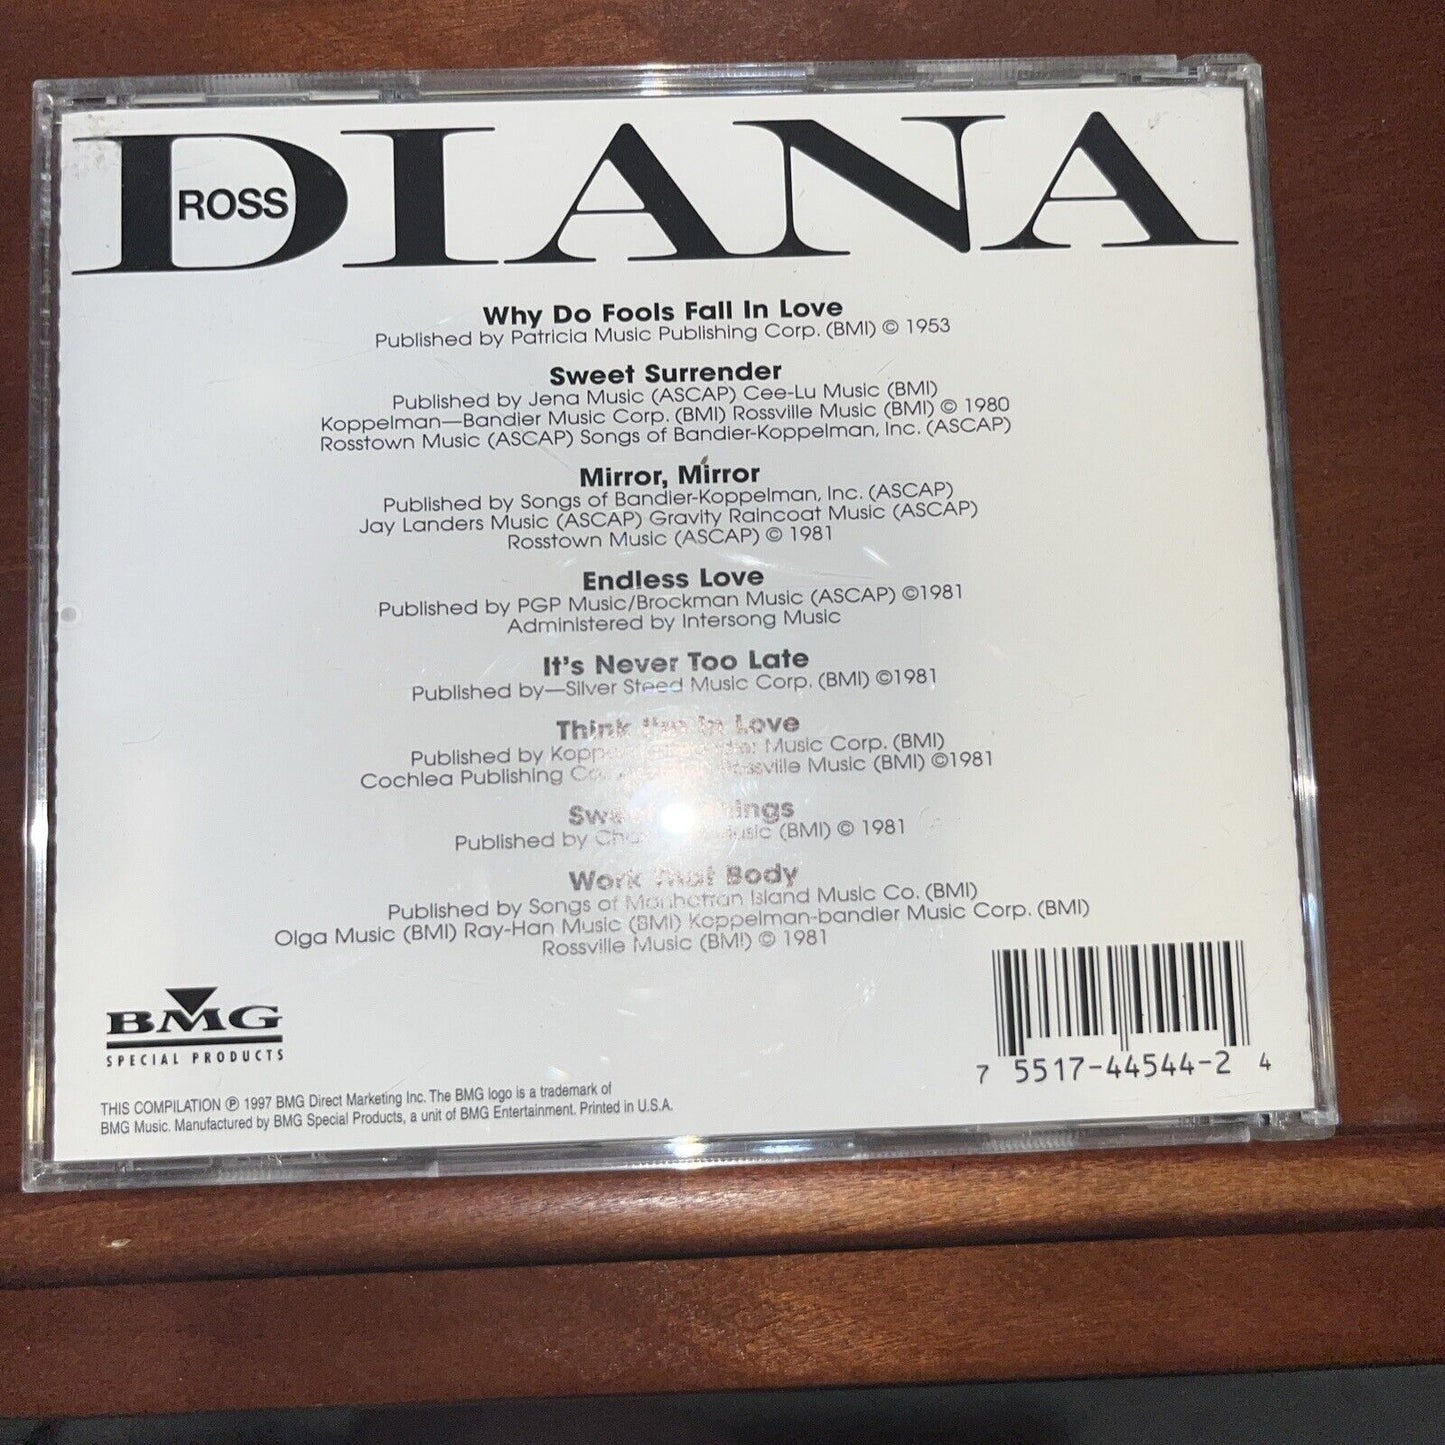 DIANA
ROSS
Why Do Fools Fall In Love
Published by Patricia Music Publishing Corp. (BMI) © 1953
Sweet Surrender
Published by Jena Music (ASCAP) Cee-Lu Music (BMI)
Koppelman—Bandier Music Corp. (BMI) Rossville Music (BMI) © 1980
Rosstown Music (ASCAP) Songs of Bandier-Koppelman, Inc. (ASCAP)
Mirror, Mirror
Published by Songs of Bandier-Koppelman, Inc. (ASCAP)
Jay Landers Music (ASCAP) Gravity Raincoat Music (ASCAP)
Rosstown Music (ASCAP) © 1981
Endless Love
Published by PGP Music/Brockman Music (ASCAP) ©1981
Administered by Intersong Music
It's Never Too Late
Published by—Silver Steed Music Corp. (BMI) ©1981
Think I'm In Love
Published by Music Corp. (BMI)
Cochlea Publishing Rossville Music (BMI) ©1981
Published by Music (BMI) © 1981
Work That Body
Published by Songs of Manhattan Island Music Co. (BMI)
Olga Music (BMI) Ray-Han Music (BMI) Koppelman-bandier Music Corp. (BMI)
Rossville Music (BMI) © 1981
BMG
SPECIAL PRODUCTS
7 5517-44544-2 4
THIS COMPILATION ℗ 1997 BMG Direct Marketing Inc. The BMG logo is a trademark of
BMG Music. Manufactured by BMG Special Products, a unit of BMG Entertainment. Printed in U.S.A.